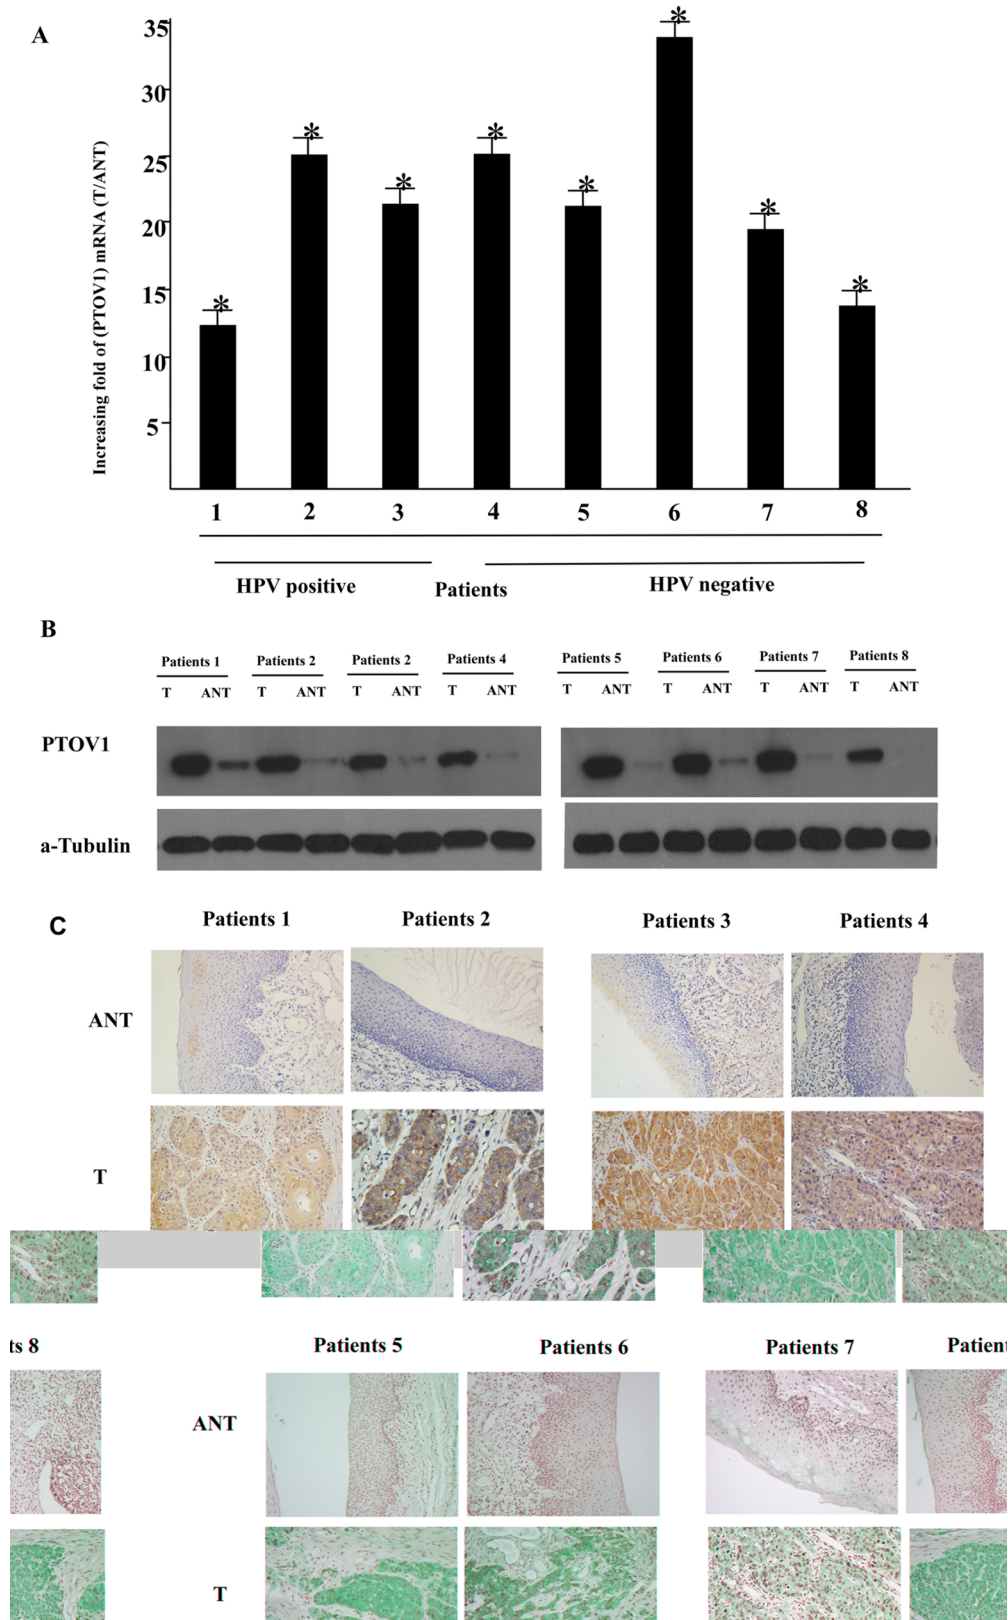 A
Increasing fold of (PTOV1) mRNA (T/ANT)
35
30
25
20
15
10
5
* * * * * * * *
1 2 3 4 5 6 7 8
HPV positive Patients HPV negative
B
Patients 1 Patients 2 Patients 2 Patients 4 Patients 5 Patients 6 Patients 7 Patients 8
T ANT T ANT T ANT T ANT T ANT T ANT T ANT T ANT
PTOV1
a-Tubulin
C
Patients 1 Patients 2 Patients 3 Patients 4
ANT
T
ts 8 Patients 5 Patients 6 Patients 7 Patient
ANT
T